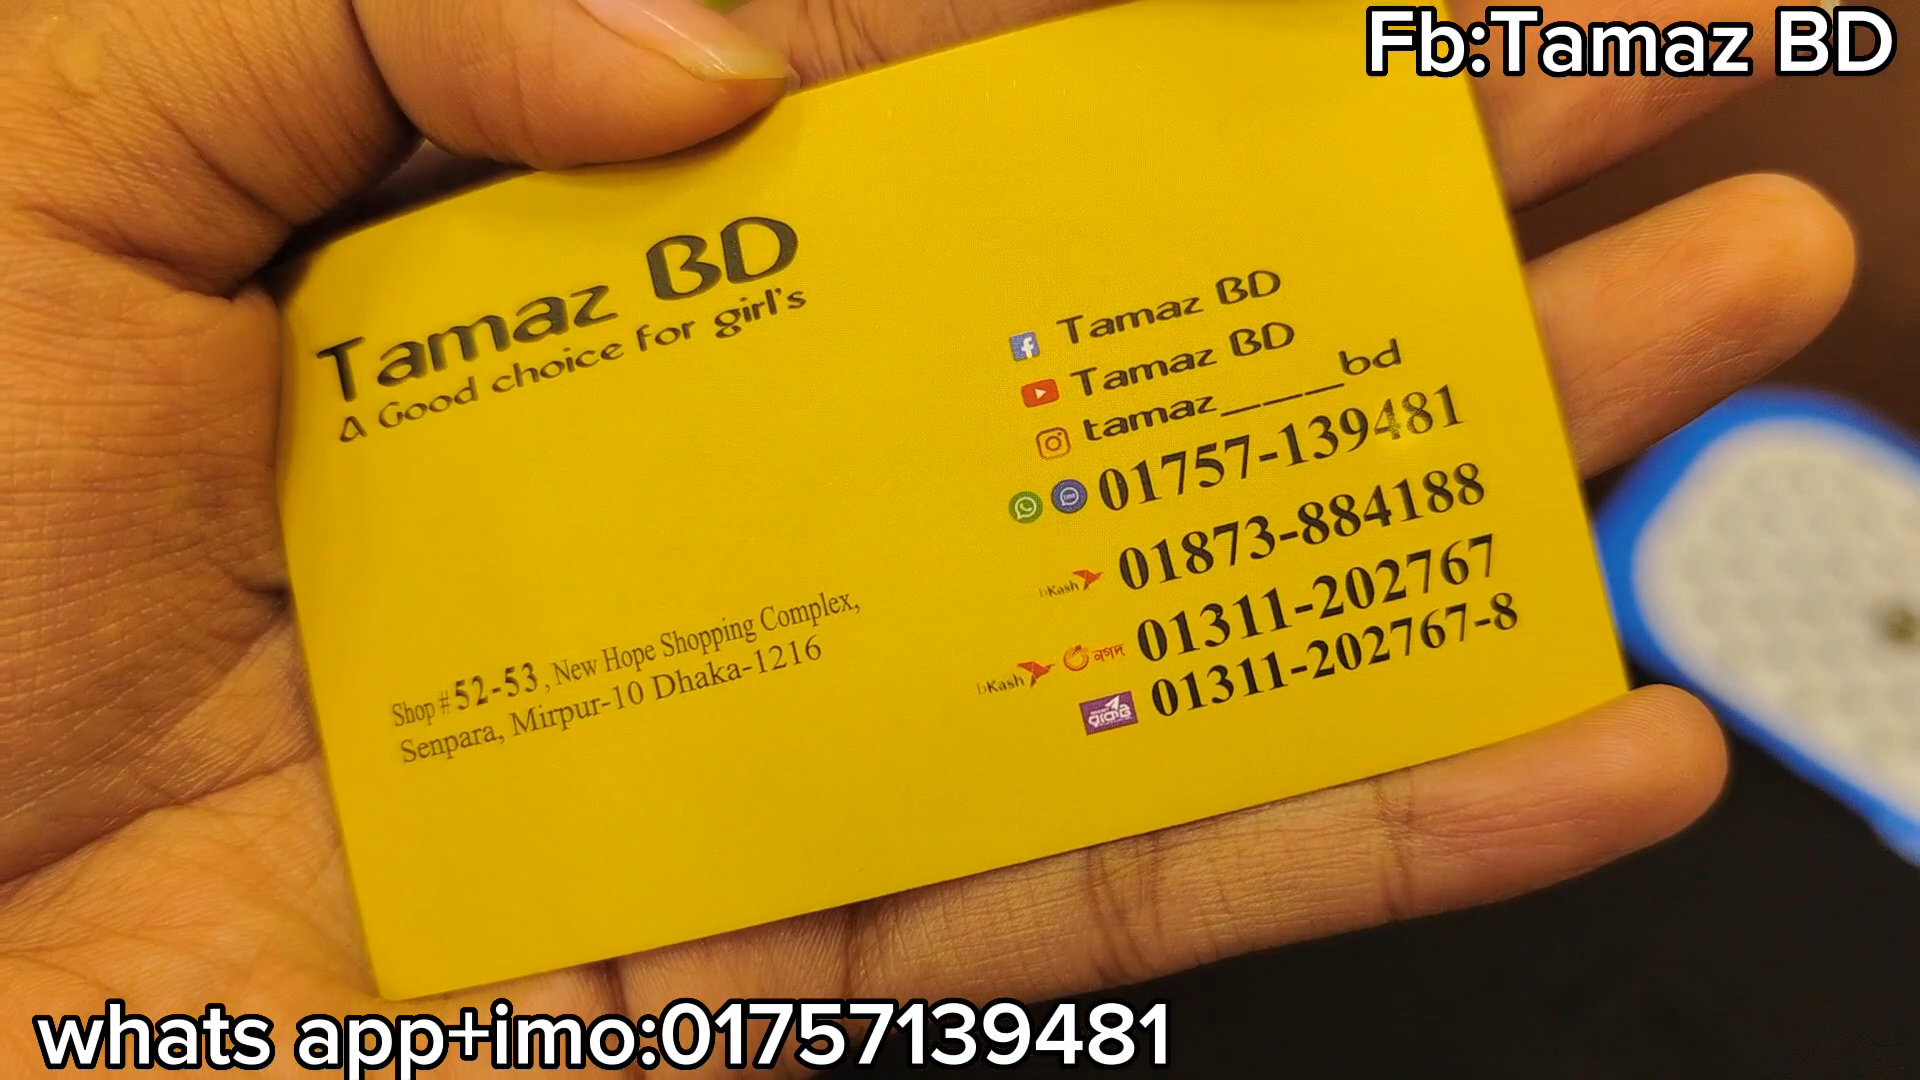 Fb:Tamaz BD
Tamaz BD
A Good choice for girl's
Tamaz BD
Tamaz BD
tamaz____bd
01757-139481
bKash 01873-884188
bKash নগদ 01311-202767
রকেট 01311-202767-8
Shop # 52-53, New Hope Shopping Complex,
Senpara, Mirpur-10 Dhaka-1216
whats app+imo:01757139481